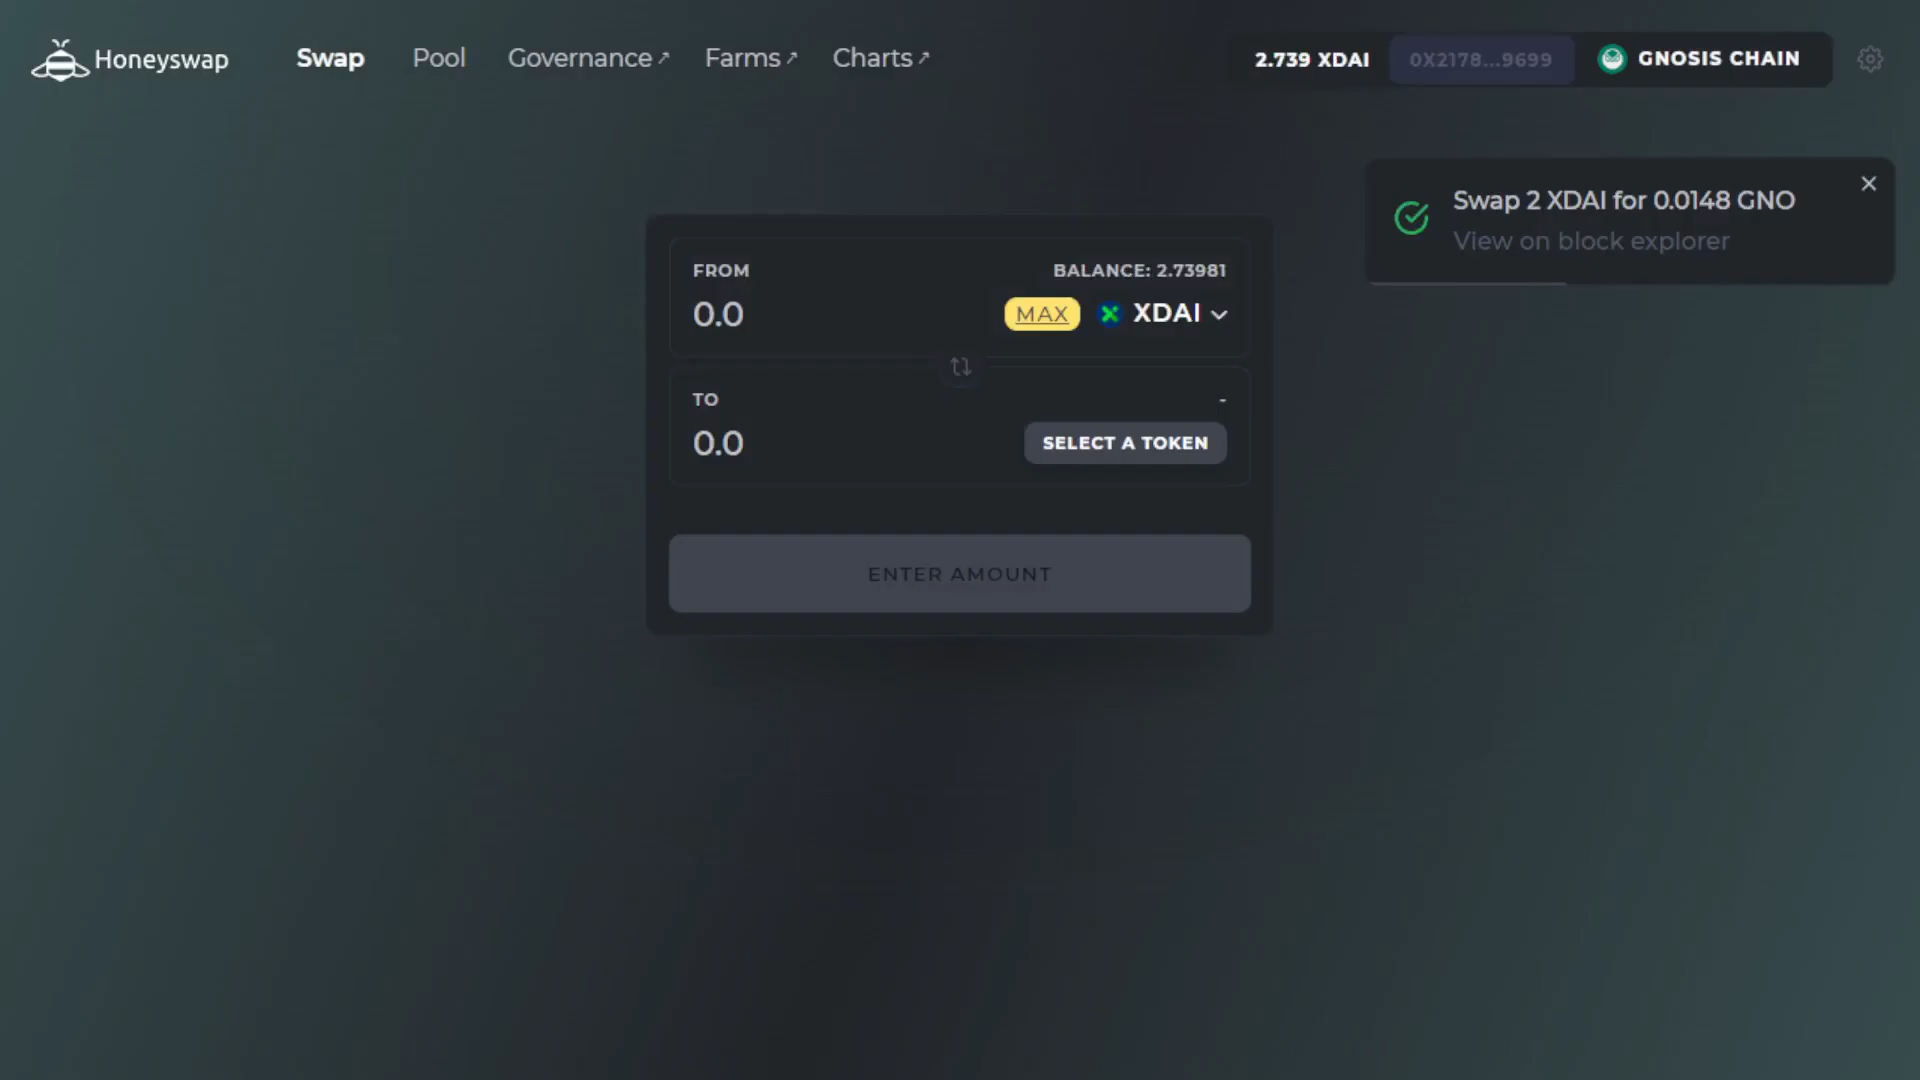 Honeyswap
Swap
Pool
Governance↗
Farms↗
Charts↗
2.739 XDAI
0X2178...9699
GNOSIS CHAIN
Swap 2 XDAI for 0.0148 GNO
View on block explorer
FROM
BALANCE: 2.73981
0.0
MAX
XDAI
TO
-
0.0
SELECT A TOKEN
ENTER AMOUNT